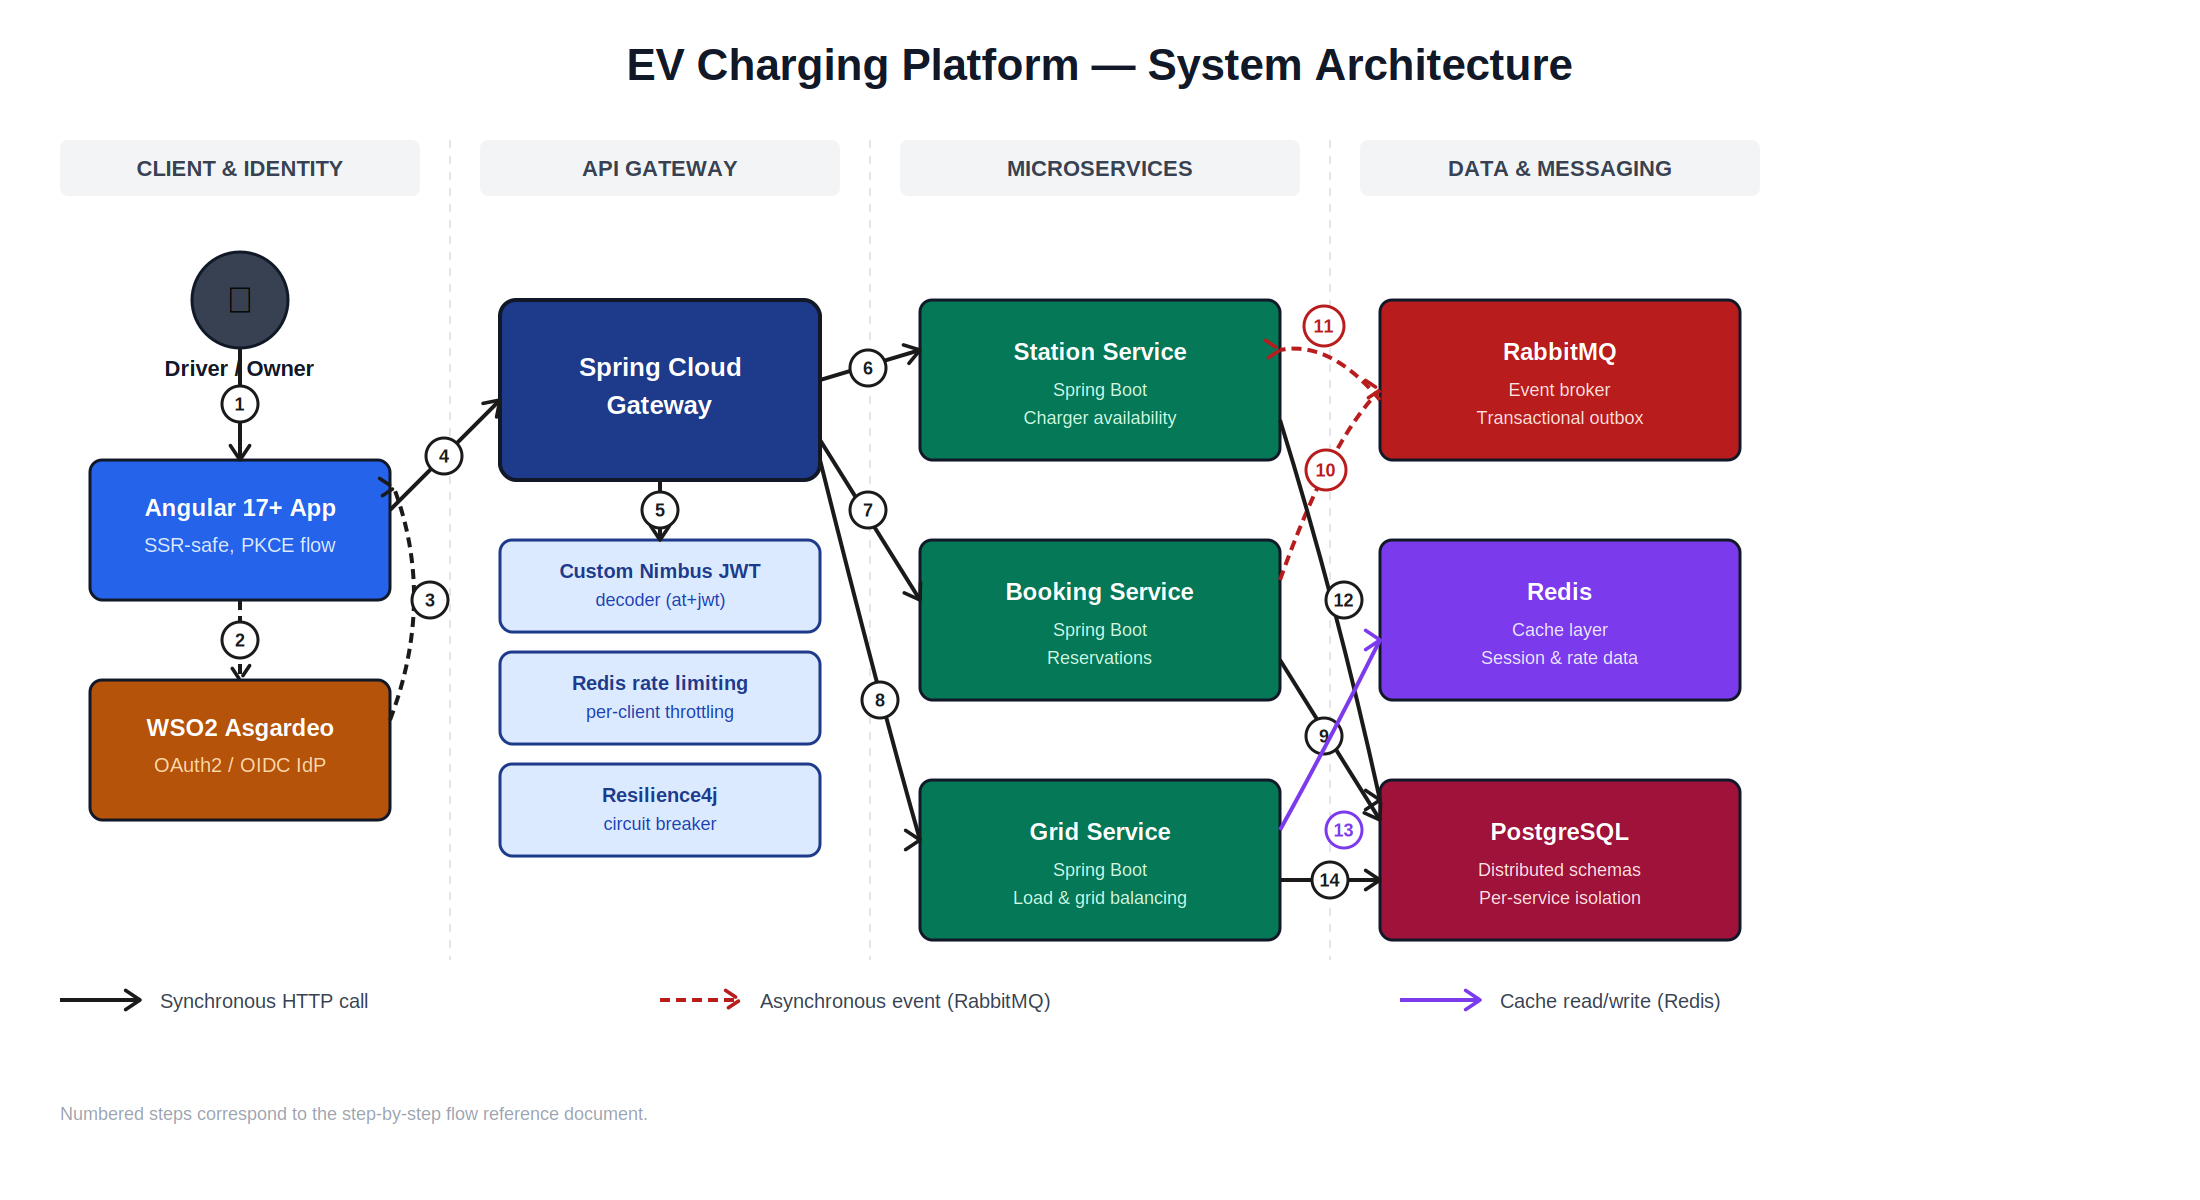 EV Charging Platform — System Architecture
CLIENT & IDENTITY
API GATEWAY
MICROSERVICES
DATA & MESSAGING
Driver / Owner
1
Angular 17+ App
SSR-safe, PKCE flow
2
3
WSO2 Asgardeo
OAuth2 / OIDC IdP
4
Spring Cloud
Gateway
5
Custom Nimbus JWT
decoder (at+jwt)
Redis rate limiting
per-client throttling
Resilience4j
circuit breaker
6
7
8
Station Service
Spring Boot
Charger availability
Booking Service
Spring Boot
Reservations
Grid Service
Spring Boot
Load & grid balancing
11
10
12
9
13
14
RabbitMQ
Event broker
Transactional outbox
Redis
Cache layer
Session & rate data
PostgreSQL
Distributed schemas
Per-service isolation
Synchronous HTTP call
Asynchronous event (RabbitMQ)
Cache read/write (Redis)
Numbered steps correspond to the step-by-step flow reference document.